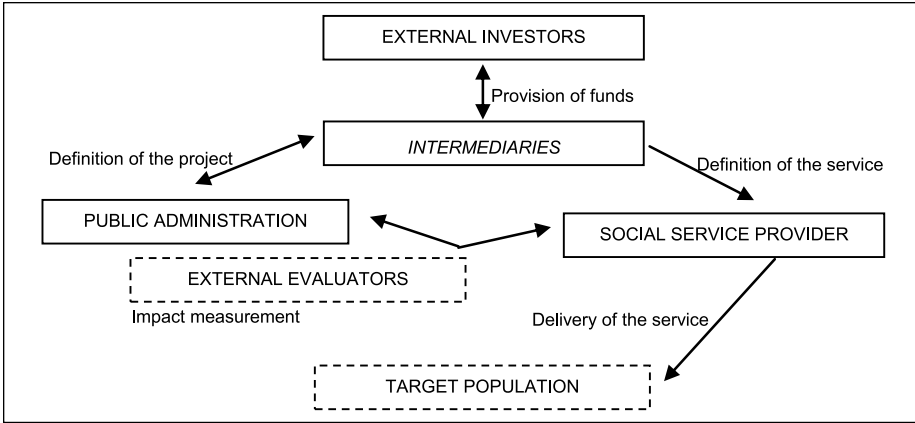 EXTERNAL INVESTORS
Provision of funds
INTERMEDIARIES
Definition of the project
Definition of the service
PUBLIC ADMINISTRATION
SOCIAL SERVICE PROVIDER
EXTERNAL EVALUATORS
Impact measurement
Delivery of the service
TARGET POPULATION